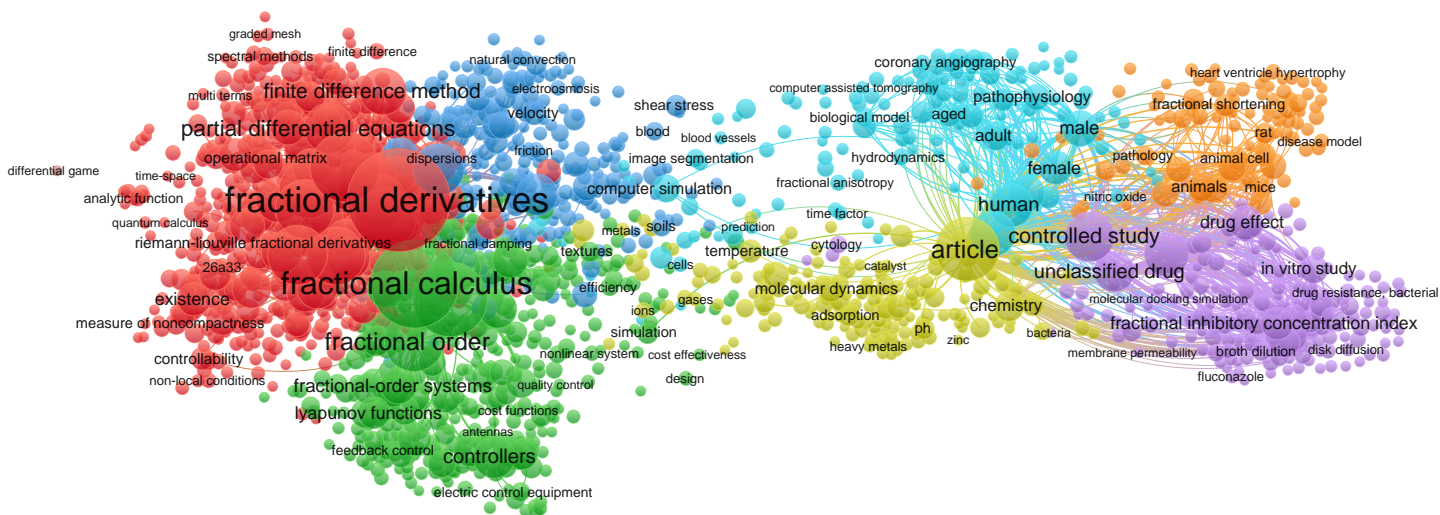 graded mesh
spectral methods
finite difference
natural convection
multi terms
finite difference method
electroosmosis
velocity
partial differential equations
operational matrix
dispersions
friction
differential game
time-space
analytic function
fractional derivatives
quantum calculus
riemann-liouville fractional derivatives
fractional damping
26a33
fractional calculus
existence
measure of noncompactness
fractional order
controllability
non-local conditions
fractional-order systems
lyapunov functions
cost functions
quality control
antennas
feedback control
controllers
electric control equipment
shear stress
blood
blood vessels
image segmentation
computer simulation
metals
soils
textures
efficiency
cells
prediction
temperature
gases
ions
simulation
nonlinear system
cost effectiveness
design
coronary angiography
computer assisted tomography
biological model
pathophysiology
aged
adult
male
hydrodynamics
female
fractional anisotropy
human
time factor
cytology
article
catalyst
molecular dynamics
adsorption
chemistry
ph
heavy metals
zinc
bacteria
heart ventricle hypertrophy
fractional shortening
rat
disease model
pathology
animal cell
animals
mice
nitric oxide
drug effect
controlled study
unclassified drug
in vitro study
molecular docking simulation
drug resistance, bacterial
fractional inhibitory concentration index
membrane permeability
broth dilution
disk diffusion
fluconazole